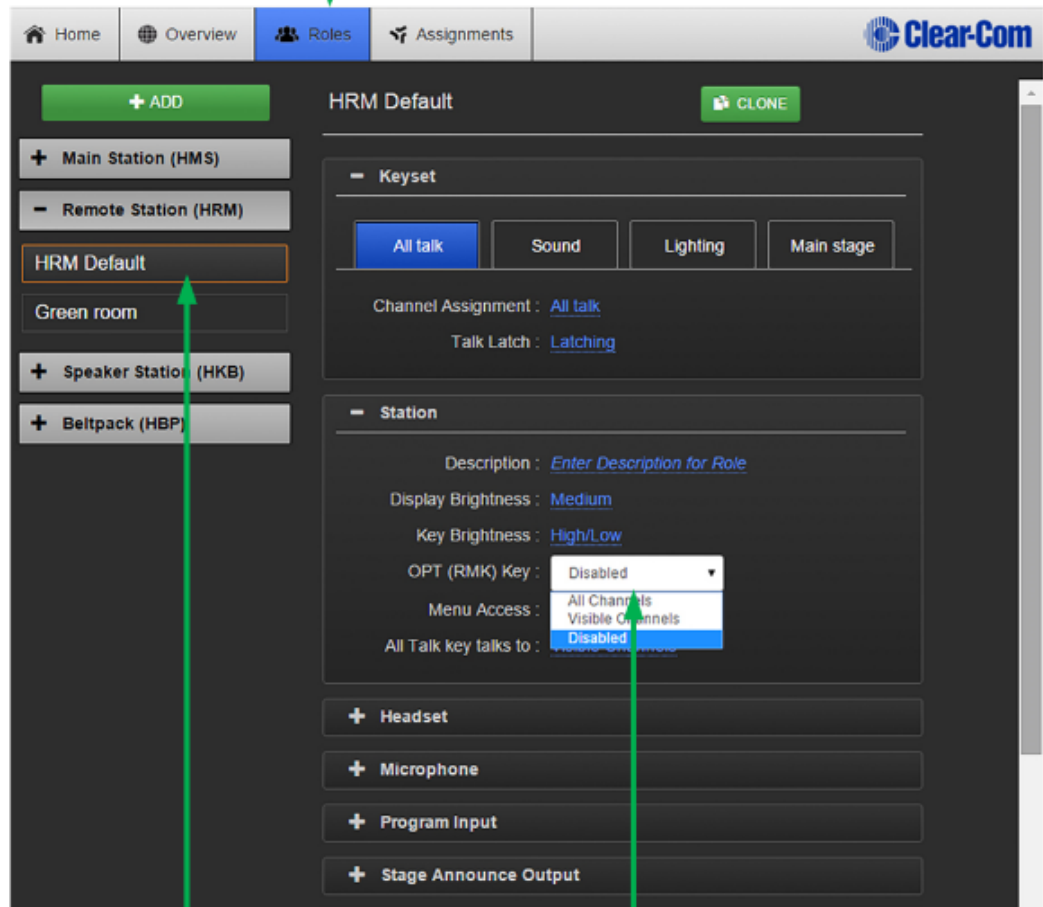 Home
Overview
Roles
Assignments
Clear-Com
+ ADD
HRM Default
CLONE
+ Main Station (HMS)
− Remote Station (HRM)
HRM Default
Green room
+ Speaker Station (HKB)
+ Beltpack (HBP)
− Keyset
All talk
Sound
Lighting
Main stage
Channel Assignment : All talk
Talk Latch : Latching
− Station
Description : Enter Description for Role
Display Brightness : Medium
Key Brightness : High/Low
OPT (RMK) Key : Disabled
All Channels
Visible Channels
Disabled
Menu Access :
All Talk key talks to : Visible Channels
+ Headset
+ Microphone
+ Program Input
+ Stage Announce Output